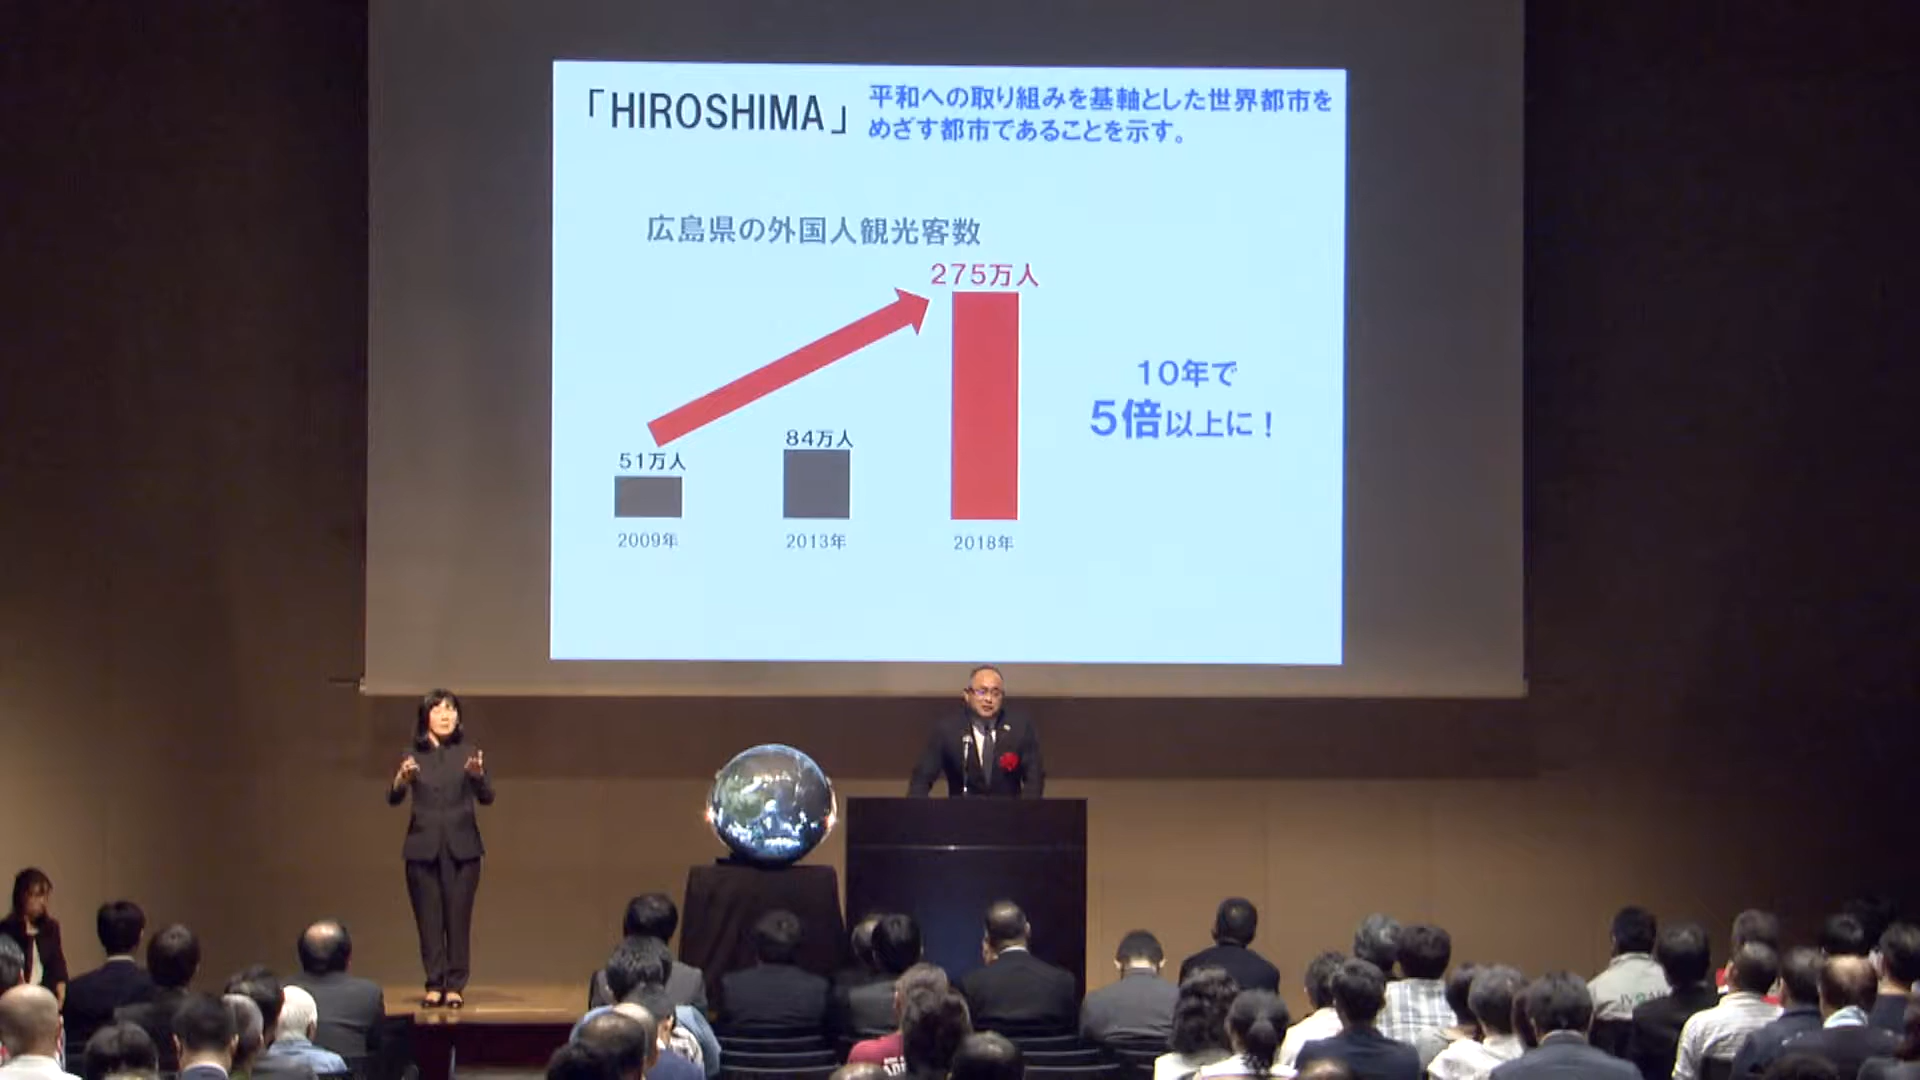 「HIROSHIMA」
平和への取り組みを基軸とした世界都市を
めざす都市であることを示す。
広島県の外国人観光客数
275万人
84万人
51万人
2009年
2013年
2018年
10年で
5倍以上に！